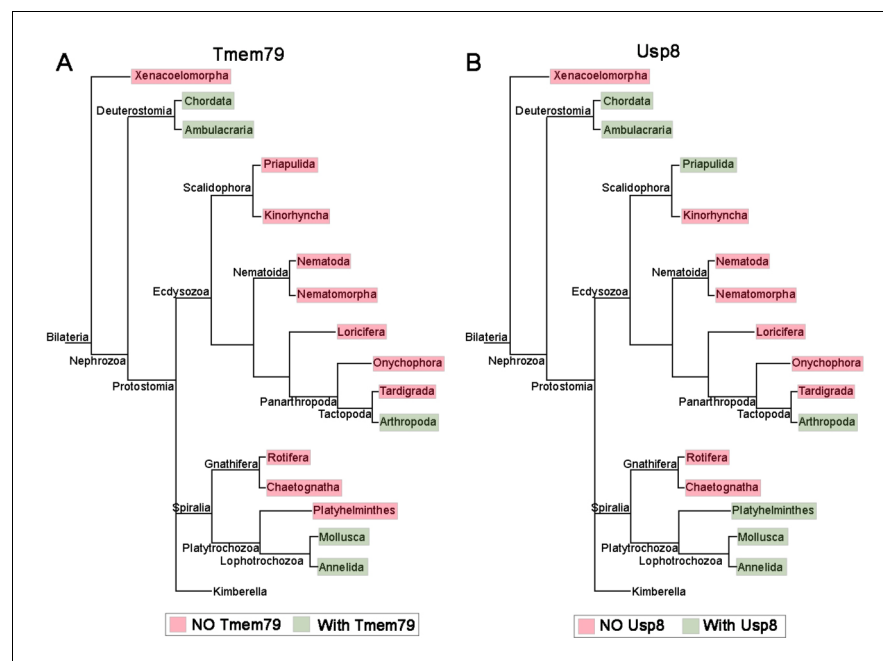 A
Tmem79
Xenacoelomorpha
Chordata
Deuterostomia
Ambulacraria
Priapulida
Scalidophora
Kinorhyncha
Nematoda
Nematoida
Ecdysozoa
Nematomorpha
Loricifera
Bilateria
Nephrozoa
Onychophora
Protostomia
Tardigrada
Panarthropoda
Tactopoda
Arthropoda
Rotifera
Gnathifera
Chaetognatha
Spiralia
Platyhelminthes
Mollusca
Platytrochozoa
Lophotrochozoa
Annelida
Kimberella
NO Tmem79
With Tmem79
B
Usp8
Xenacoelomorpha
Chordata
Deuterostomia
Ambulacraria
Priapulida
Scalidophora
Kinorhyncha
Nematoda
Nematoida
Ecdysozoa
Nematomorpha
Loricifera
Bilateria
Nephrozoa
Onychophora
Protostomia
Tardigrada
Panarthropoda
Tactopoda
Arthropoda
Rotifera
Gnathifera
Chaetognatha
Spiralia
Platyhelminthes
Mollusca
Platytrochozoa
Lophotrochozoa
Annelida
Kimberella
NO Usp8
With Usp8